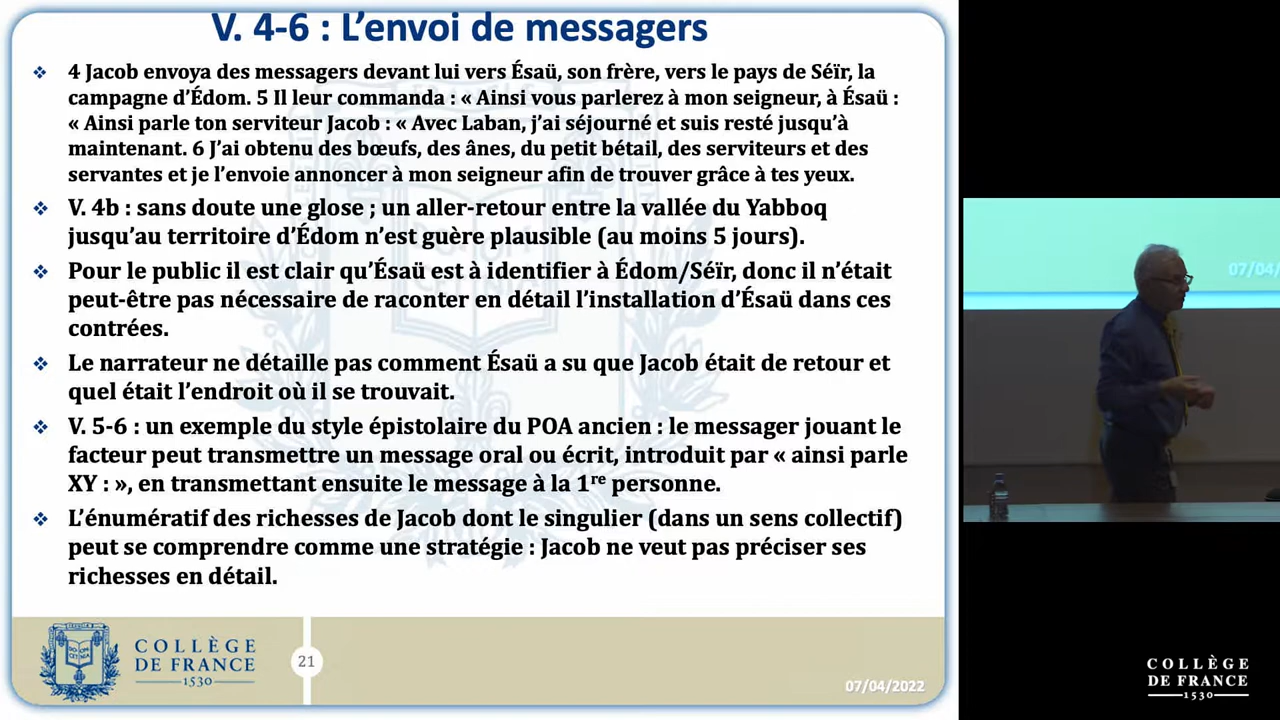 V. 4-6 : L’envoi de messagers
4 Jacob envoya des messagers devant lui vers Ésaü, son frère, vers le pays de Séïr, la
campagne d’Édom. 5 Il leur commanda : « Ainsi vous parlerez à mon seigneur, à Ésaü :
« Ainsi parle ton serviteur Jacob : « Avec Laban, j’ai séjourné et suis resté jusqu’à
maintenant. 6 J’ai obtenu des bœufs, des ânes, du petit bétail, des serviteurs et des
servantes et je l’envoie annoncer à mon seigneur afin de trouver grâce à tes yeux.
V. 4b : sans doute une glose ; un aller-retour entre la vallée du Yabboq
jusqu’au territoire d’Édom n’est guère plausible (au moins 5 jours).
Pour le public il est clair qu’Ésaü est à identifier à Édom/Séïr, donc il n’était
peut-être pas nécessaire de raconter en détail l’installation d’Ésaü dans ces
contrées.
Le narrateur ne détaille pas comment Ésaü a su que Jacob était de retour et
quel était l’endroit où il se trouvait.
V. 5-6 : un exemple du style épistolaire du POA ancien : le messager jouant le
facteur peut transmettre un message oral ou écrit, introduit par « ainsi parle
XY : », en transmettant ensuite le message à la 1re personne.
L’énumératif des richesses de Jacob dont le singulier (dans un sens collectif)
peut se comprendre comme une stratégie : Jacob ne veut pas préciser ses
richesses en détail.
COLLÈGE
DE FRANCE
1530
21
07/04/2022
07/04/
COLLÈGE
DE FRANCE
1530